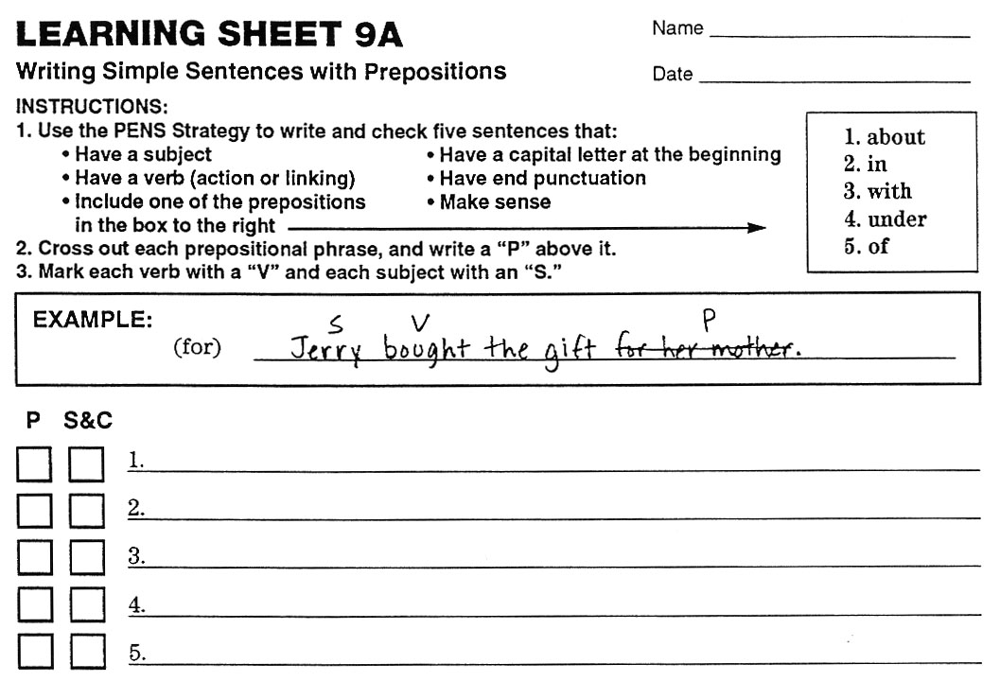 LEARNING SHEET 9A
Name
Writing Simple Sentences with Prepositions
Date
INSTRUCTIONS:
1. Use the PENS Strategy to write and check five sentences that:
• Have a subject
• Have a verb (action or linking)
• Include one of the prepositions
in the box to the right
• Have a capital letter at the beginning
• Have end punctuation
• Make sense
1. about
2. in
3. with
4. under
5. of
2. Cross out each prepositional phrase, and write a “P” above it.
3. Mark each verb with a “V” and each subject with an “S.”
EXAMPLE:
S V P
(for) Jerry bought the gift for her mother.
P S&C
1.
2.
3.
4.
5.